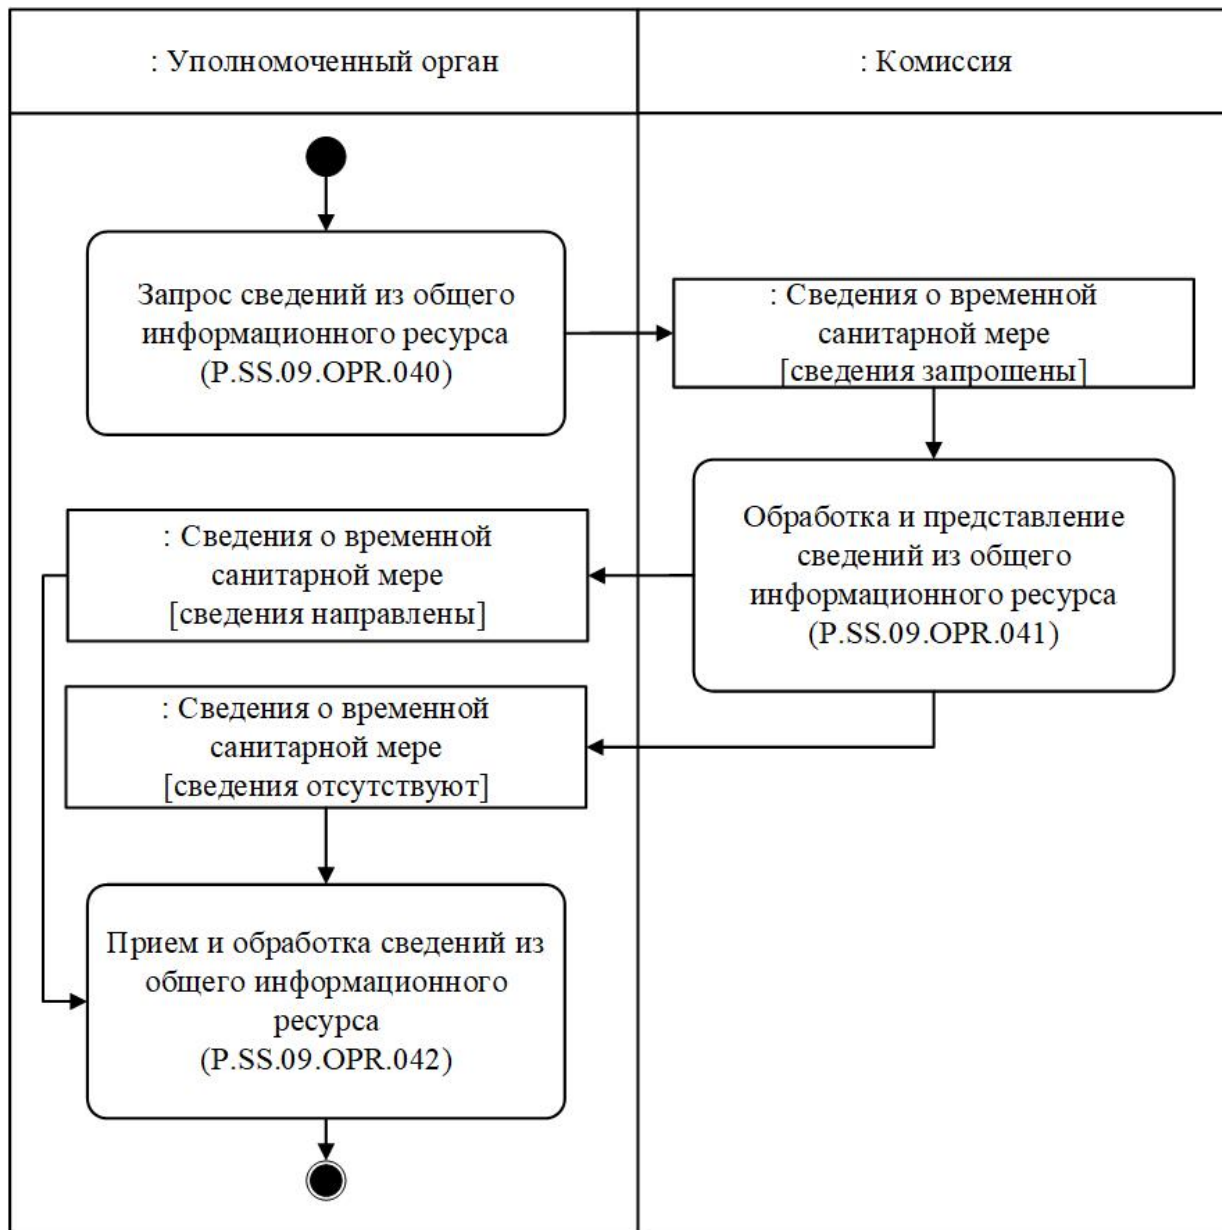 : Уполномоченный орган
: Комиссия
Запрос сведений из общего
информационного ресурса
(P.SS.09.OPR.040)
: Сведения о временной
санитарной мере
[сведения запрошены]
Обработка и представление
сведений из общего
информационного ресурса
(P.SS.09.OPR.041)
: Сведения о временной
санитарной мере
[сведения направлены]
: Сведения о временной
санитарной мере
[сведения отсутствуют]
Прием и обработка сведений из
общего информационного
ресурса
(P.SS.09.OPR.042)